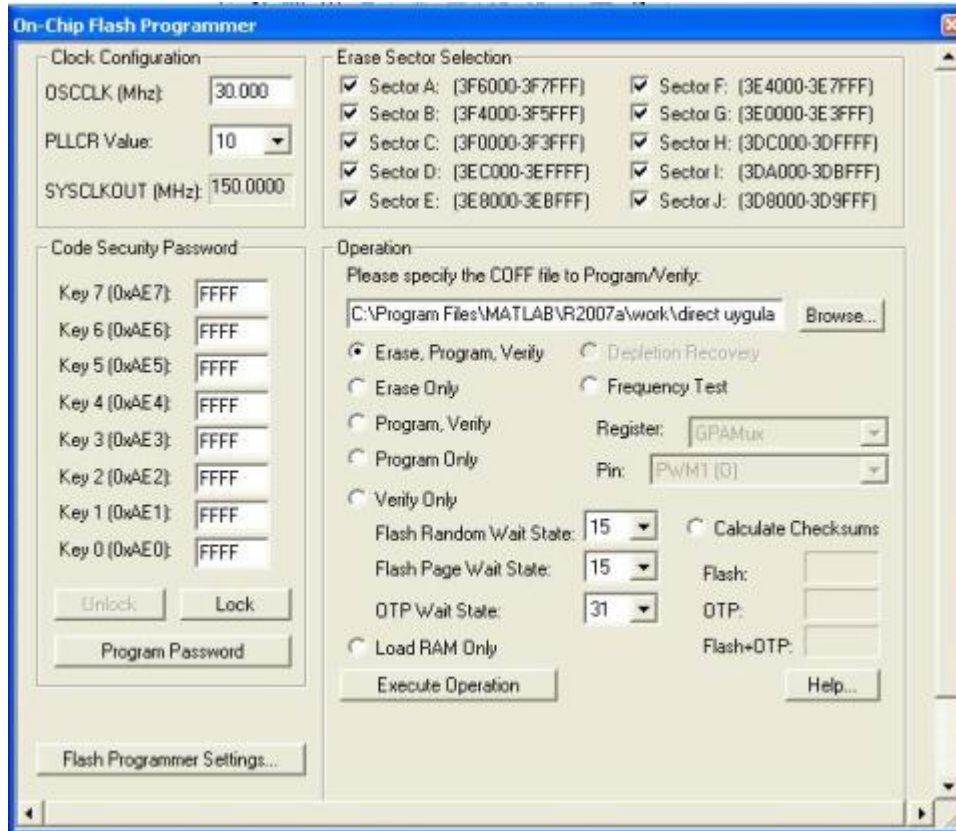 On-Chip Flash Programmer
Clock Configuration
OSCCLK (Mhz): 30.000
PLLCR Value: 10
SYSCLKOUT (MHz): 150.0000
Erase Sector Selection
Sector A: (3F6000-3F7FFF) Sector F: (3E4000-3E7FFF)
Sector B: (3F4000-3F5FFF) Sector G: (3E0000-3E3FFF)
Sector C: (3F0000-3F3FFF) Sector H: (3DC000-3DFFFF)
Sector D: (3EC000-3EFFFF) Sector I: (3DA000-3DBFFF)
Sector E: (3E8000-3EBFFF) Sector J: (3D8000-3D9FFF)
Code Security Password
Key 7 (0xAE7): FFFF
Key 6 (0xAE6): FFFF
Key 5 (0xAE5): FFFF
Key 4 (0xAE4): FFFF
Key 3 (0xAE3): FFFF
Key 2 (0xAE2): FFFF
Key 1 (0xAE1): FFFF
Key 0 (0xAE0): FFFF
Unlock Lock
Program Password
Flash Programmer Settings...
Operation
Please specify the COFF file to Program/Verify:
C:\Program Files\MATLAB\R2007a\work\direct uygula Browse...
Erase, Program, Verify Depletion Recovery
Erase Only Frequency Test
Program, Verify Register: GPAMux
Program Only Pin: PWM1 (0)
Verify Only
Flash Random Wait State: 15 Calculate Checksums
Flash Page Wait State: 15 Flash:
OTP Wait State: 31 OTP:
Load RAM Only Flash+OTP:
Execute Operation Help...